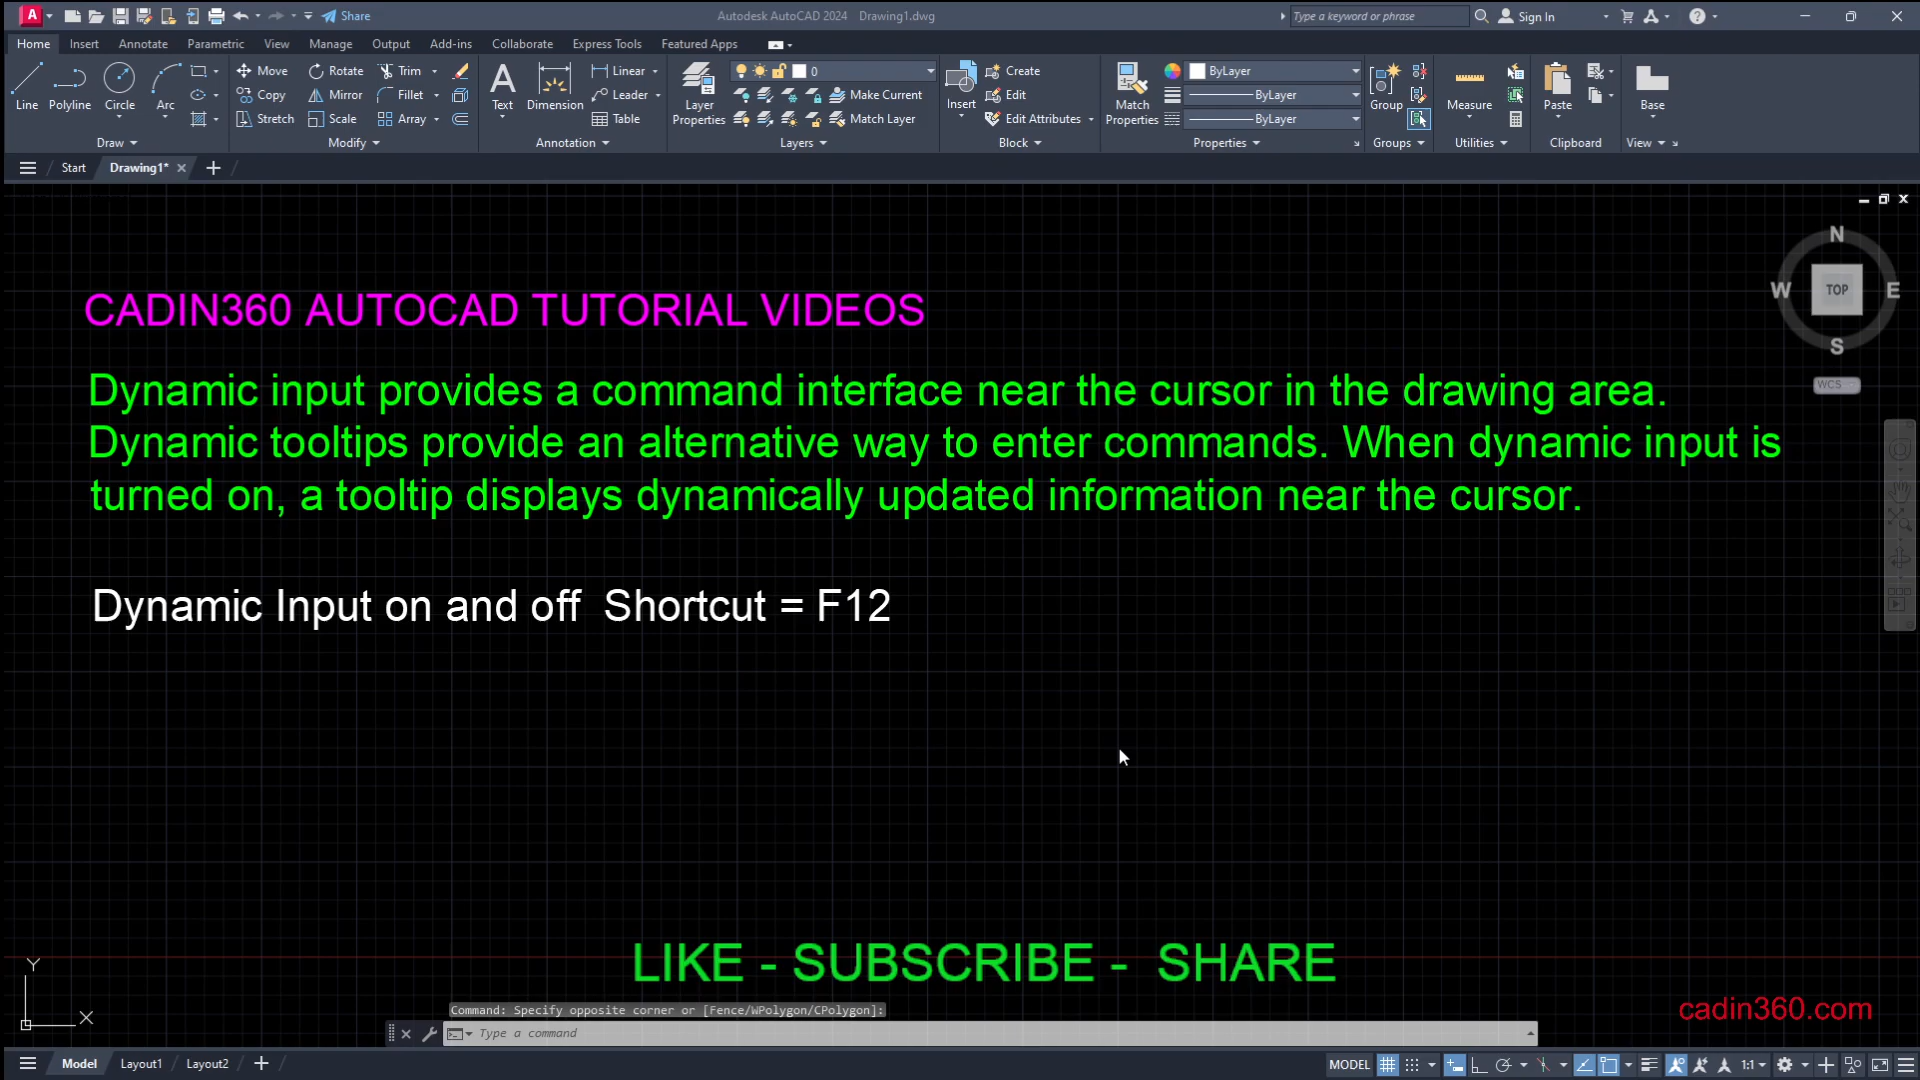 A
Share
Autodesk AutoCAD 2024 Drawing1.dwg
Type a keyword or phrase
Sign In
Home Insert Annotate Parametric View Manage Output Add-ins Collaborate Express Tools Featured Apps
Line Polyline Circle Arc
Draw
Move Rotate Trim
Copy Mirror Fillet
Stretch Scale Array
Modify
Text Dimension
Linear
Leader
Table
Annotation
Layer Properties
0
Make Current
Match Layer
Layers
Insert
Create
Edit
Edit Attributes
Block
Match Properties
ByLayer
ByLayer
ByLayer
Properties
Group
Groups
Measure
Utilities
Paste
Clipboard
Base
View
Start Drawing1*
N
W TOP E
S
WCS
CADIN360 AUTOCAD TUTORIAL VIDEOS
Dynamic input provides a command interface near the cursor in the drawing area.
Dynamic tooltips provide an alternative way to enter commands. When dynamic input is
turned on, a tooltip displays dynamically updated information near the cursor.
Dynamic Input on and off Shortcut = F12
LIKE - SUBSCRIBE - SHARE
Y
X
Command: Specify opposite corner or [Fence/WPolygon/CPolygon]:
cadin360.com
Type a command
Model Layout1 Layout2
MODEL
1:1